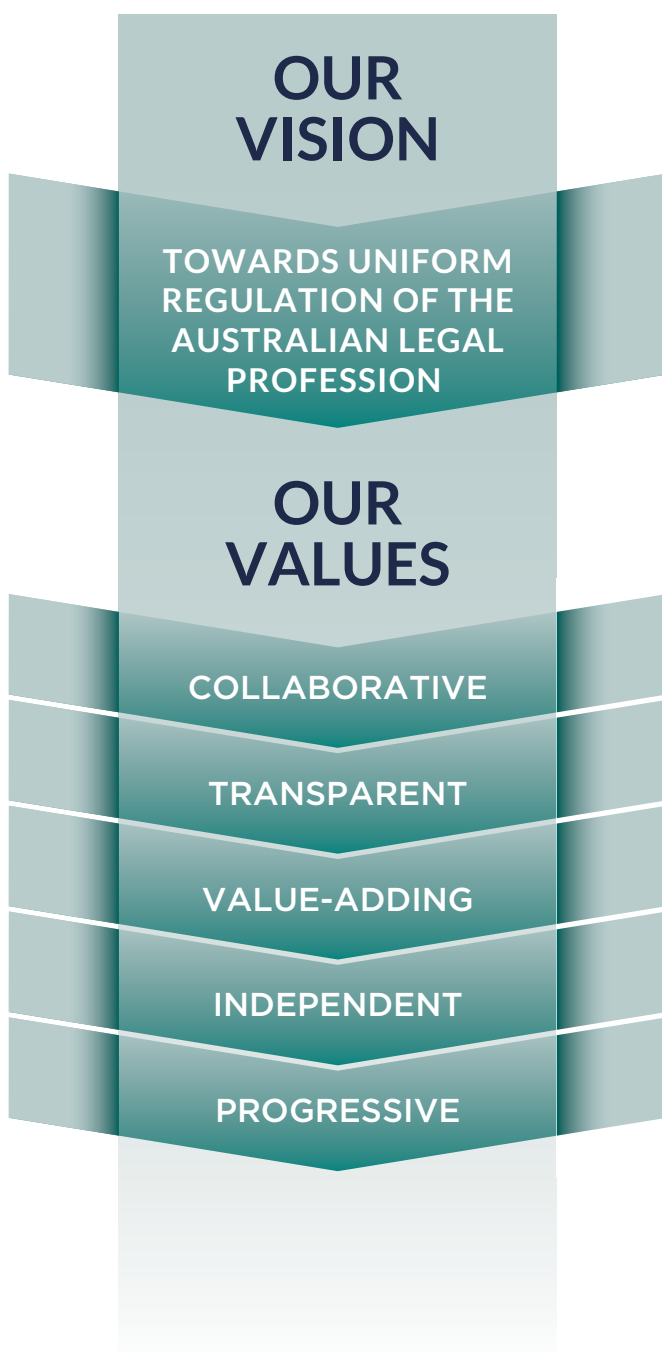 OUR
VISION
TOWARDS UNIFORM
REGULATION OF THE
AUSTRALIAN LEGAL
PROFESSION
OUR
VALUES
COLLABORATIVE
TRANSPARENT
VALUE-ADDING
INDEPENDENT
PROGRESSIVE